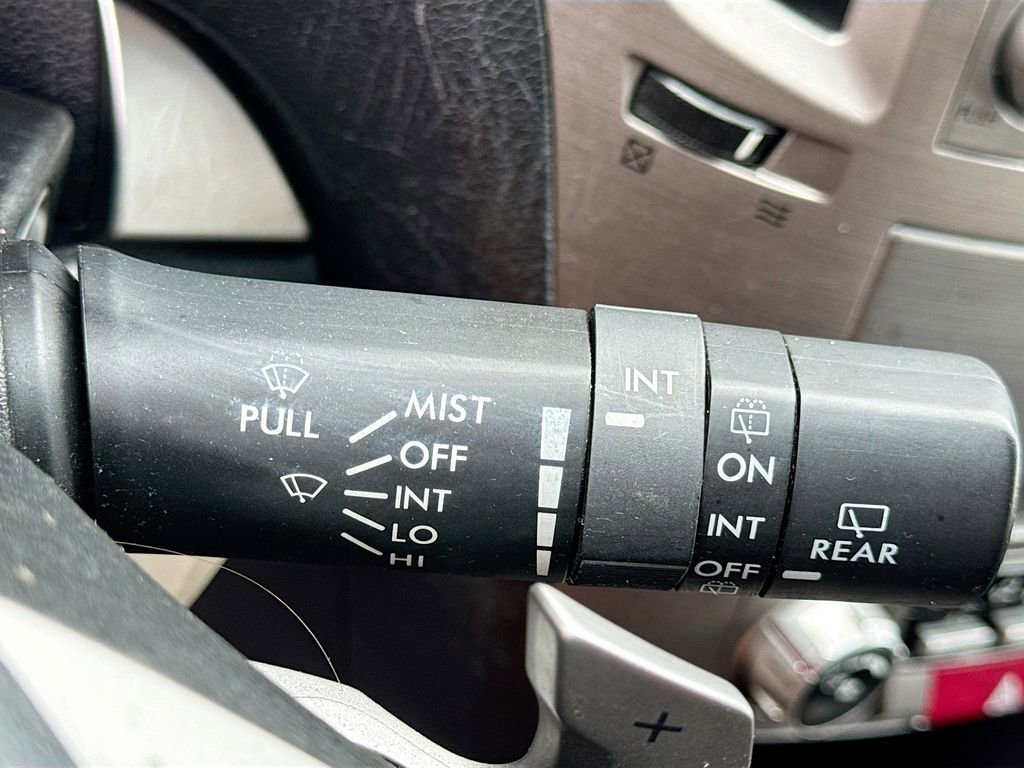 PULL
MIST
OFF
INT
LO
HI
INT
ON
INT
OFF
REAR
+